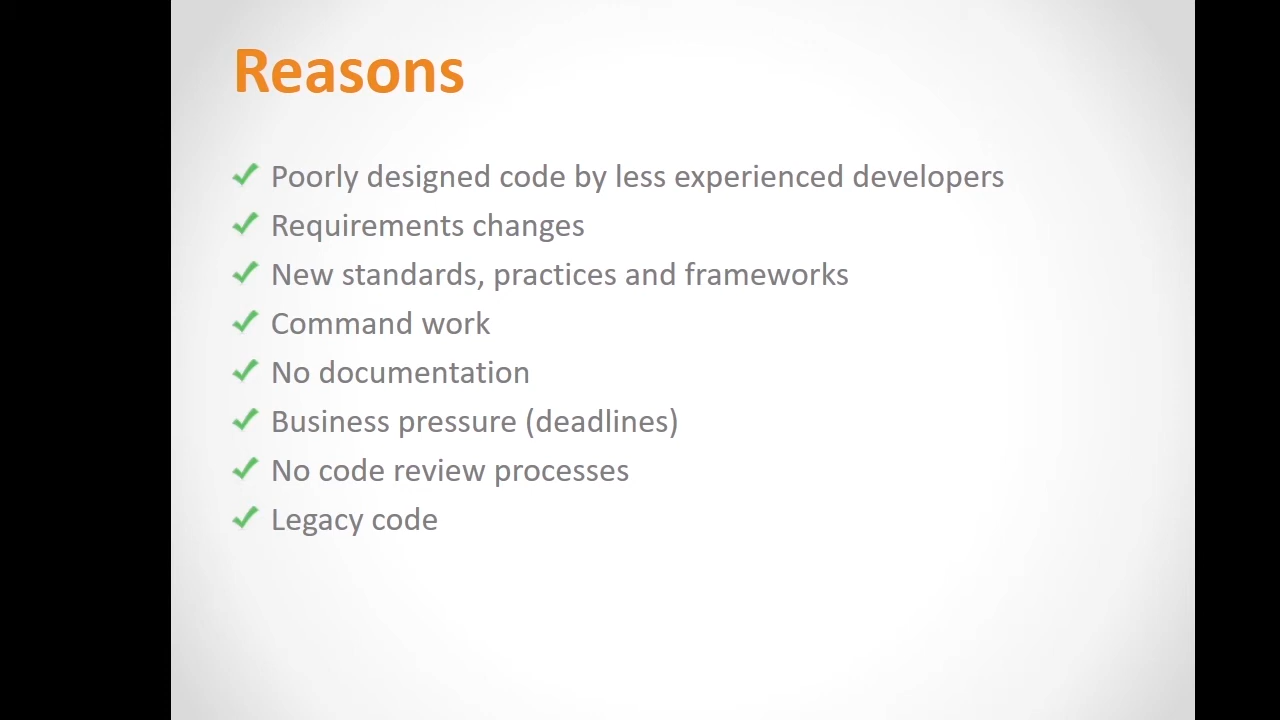 Reasons
Poorly designed code by less experienced developers
Requirements changes
New standards, practices and frameworks
Command work
No documentation
Business pressure (deadlines)
No code review processes
Legacy code